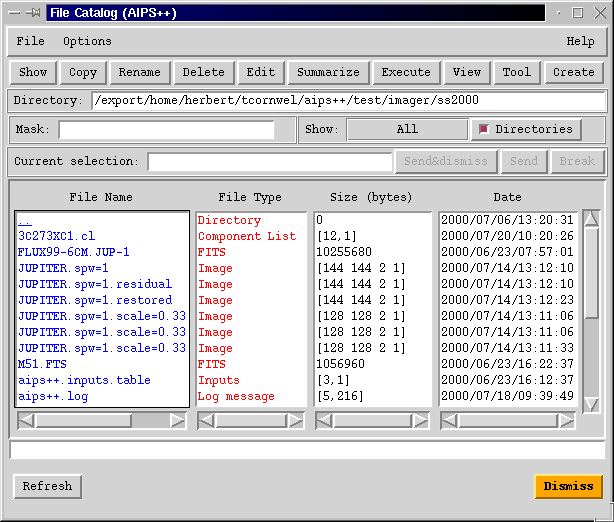 File Catalog (AIPS++)
File Options Help
Show Copy Rename Delete Edit Summarize Execute View Tool Create
Directory: /export/home/herbert/tcornwel/aips++/test/imager/ss2000
Mask: Show: All Directories
Current selection: Send&dismiss Send Break
File Name File Type Size (bytes) Date
.. Directory 0 2000/07/06/13:20:31
3C273XC1.cl Component List [12,1] 2000/07/20/10:20:26
FLUX99-6CM.JUP-1 FITS 10255680 2000/06/23/07:57:01
JUPITER.spw=1 Image [144 144 2 1] 2000/07/14/13:12:10
JUPITER.spw=1.residual Image [144 144 2 1] 2000/07/14/13:12:10
JUPITER.spw=1.restored Image [144 144 2 1] 2000/07/14/13:12:23
JUPITER.spw=1.scale=0.33 Image [128 128 2 1] 2000/07/14/13:11:06
JUPITER.spw=1.scale=0.33 Image [128 128 2 1] 2000/07/14/13:11:06
JUPITER.spw=1.scale=0.33 Image [128 128 2 1] 2000/07/14/13:11:33
M51.FTS FITS 1056960 2000/06/23/16:22:37
aips++.inputs.table Inputs [3,1] 2000/06/23/16:12:37
aips++.log Log message [5,216] 2000/07/18/09:39:49
Refresh Dismiss